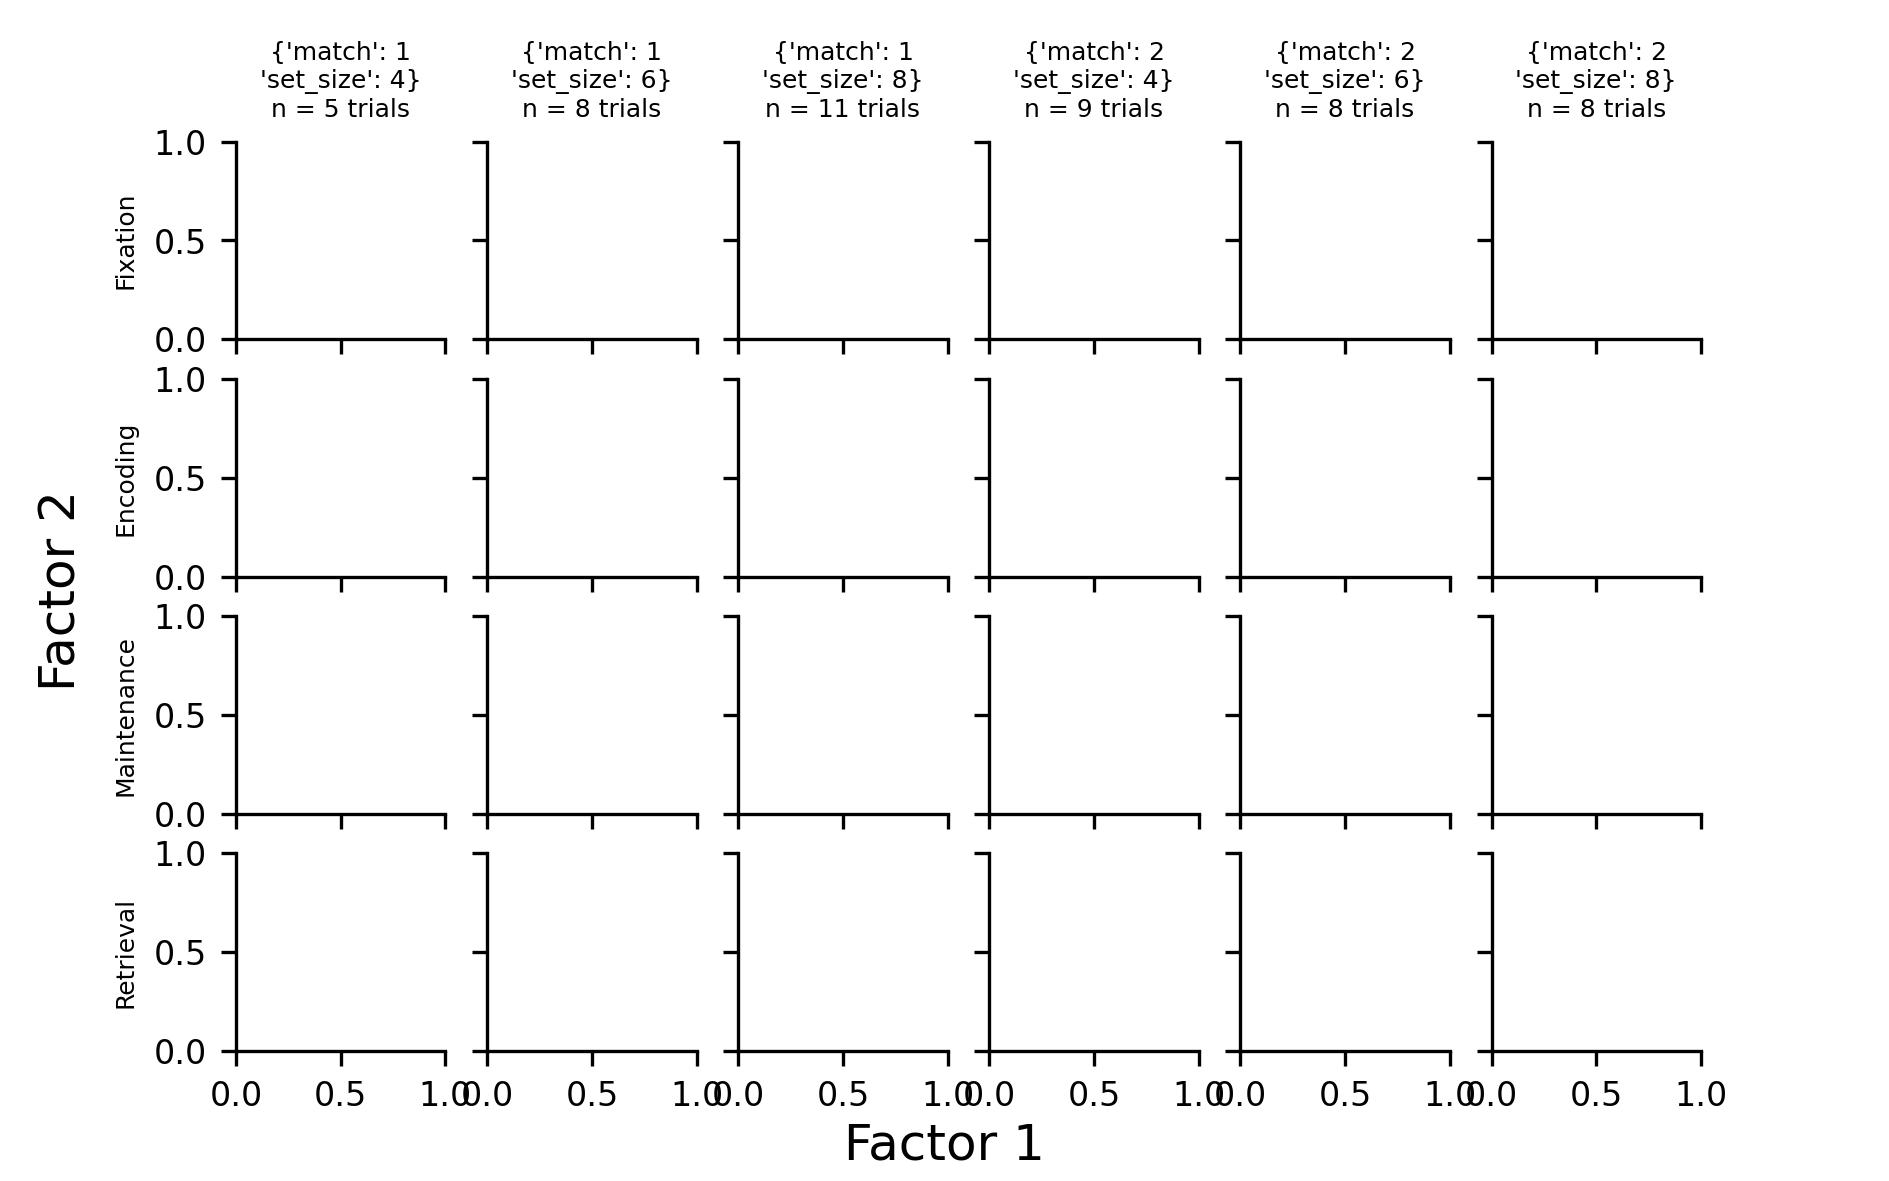 {'match': 1 {'match': 1 {'match': 1 {'match': 2 {'match': 2 {'match': 2
'set_size': 4} 'set_size': 6} 'set_size': 8} 'set_size': 4} 'set_size': 6} 'set_size': 8}
n = 5 trials n = 8 trials n = 11 trials n = 9 trials n = 8 trials n = 8 trials
Factor 2
Fixation
1.0
0.5
0.0
Encoding
1.0
0.5
0.0
Maintenance
1.0
0.5
0.0
Retrieval
1.0
0.5
0.0
0.0 0.5 1.0 0.0 0.5 1.0 0.0 0.5 1.0 0.0 0.5 1.0 0.0 0.5 1.0 0.0 0.5 1.0
Factor 1